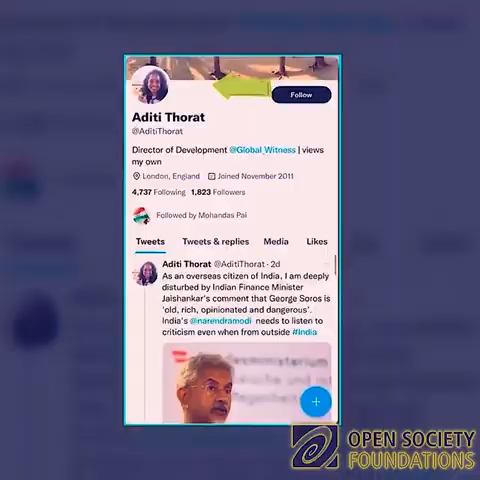 Follow
Aditi Thorat
@AditiThorat
Director of Development @Global_Witness | views
my own
London, England Joined November 2011
4,737 Following 1,823 Followers
Followed by Mohandas Pai
Tweets Tweets & replies Media Likes
Aditi Thorat @AditiThorat · 2d
As an overseas citizen of India, I am deeply
disturbed by Indian Finance Minister
Jaishankar's comment that George Soros is
'old, rich, opinionated and dangerous'.
India's @narendramodi needs to listen to
criticism even when from outside #India
OPEN SOCIETY
FOUNDATIONS